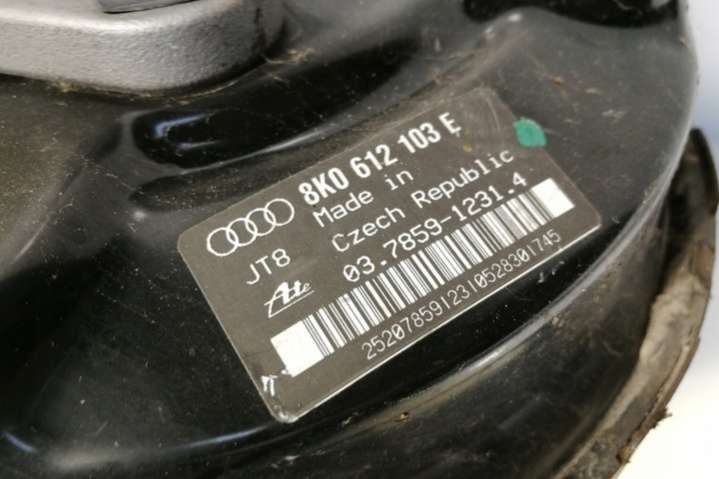 8K0 612 103 E
Made in
Czech Republic
JT8
03.7859-1231.4
Ate
25207859123105283017​45